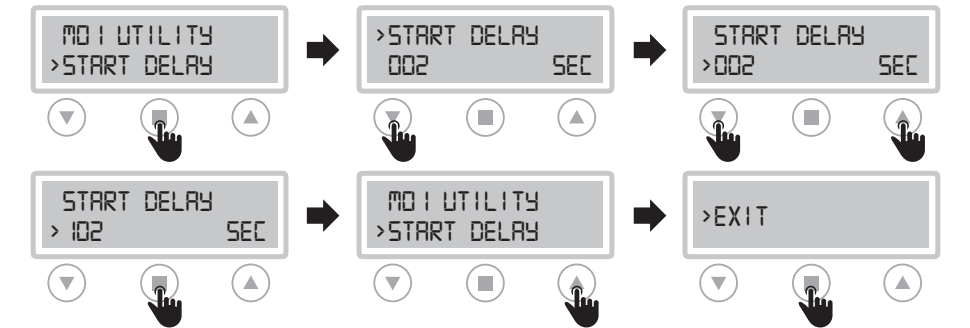 M01 UTILITY
>START DELAY
>START DELAY
002 SEC
START DELAY
>002 SEC
START DELAY
> 102 SEC
M01 UTILITY
>START DELAY
>EXIT